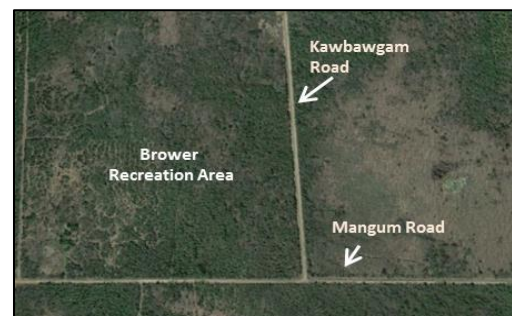 Kawbawgam
Road
Brower
Recreation Area
Mangum Road